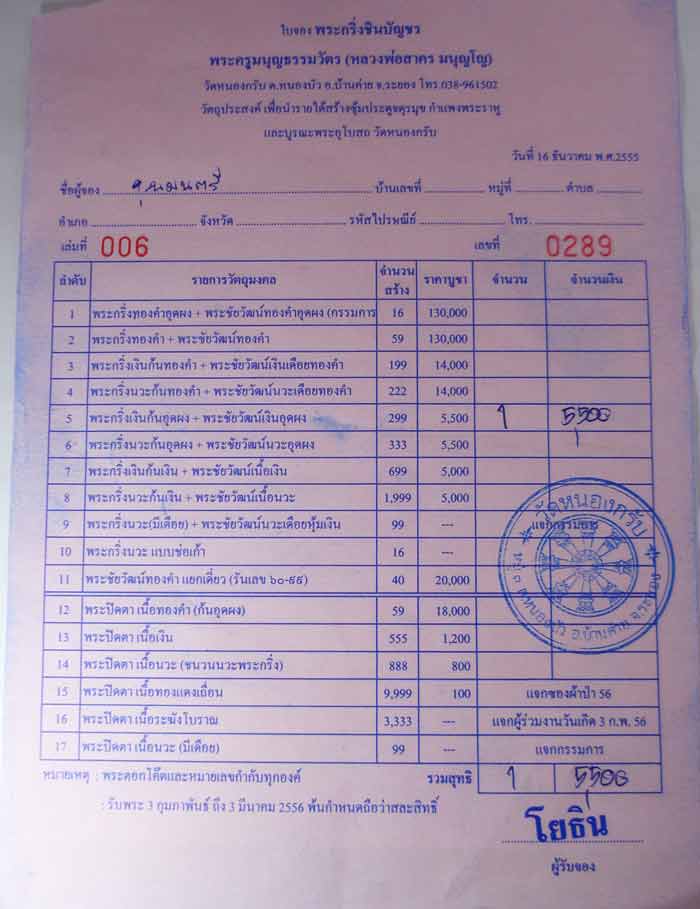 ใบจอง พระกริ่งชินบัญชร
พระครูมนุญธรรมวัตร (หลวงพ่อสาคร มนุญฺโญ)
วัดหนองกรับ ต.หนองบัว อ.บ้านค่าย จ.ระยอง โทร.038-961502
วัตถุประสงค์ เพื่อนำรายได้สร้างซุ้มประตูจตุรมุข กำแพงพระราหู
และบูรณะพระอุโบสถ วัดหนองกรับ
วันที่ 16 ธันวาคม พ.ศ.2555
ชื่อผู้จอง คุณมนตรี บ้านเลขที่ หมู่ที่ ตำบล
อำเภอ จังหวัด รหัสไปรษณีย์ โทร.
เล่มที่ 006 เลขที่ 0289
ลำดับ รายการวัตถุมงคล จำนวนสร้าง ราคาบูชา จำนวน จำนวนเงิน
1 พระกริ่งทองคำอุดผง + พระชัยวัฒน์ทองคำอุดผง (กรรมการ 16 130,000
2 พระกริ่งทองคำ + พระชัยวัฒน์ทองคำ 59 130,000
3 พระกริ่งเงินก้นทองคำ + พระชัยวัฒน์เงินเดือยทองคำ 199 14,000
4 พระกริ่งนวะก้นทองคำ + พระชัยวัฒน์นวะเดือยทองคำ 222 14,000
5 พระกริ่งเงินก้นอุดผง + พระชัยวัฒน์เงินอุดผง 299 5,500 1 5500
6 พระกริ่งนวะก้นอุดผง + พระชัยวัฒน์นวะอุดผง 333 5,500
7 พระกริ่งเงินก้นเงิน + พระชัยวัฒน์เนื้อเงิน 699 5,000
8 พระกริ่งนวะก้นเงิน + พระชัยวัฒน์เนื้อนวะ 1,999 5,000
9 พระกริ่งนวะ(มีเดือย) + พระชัยวัฒน์นวะเดือยหุ้มเงิน 99 --- แจกกรรมการ
10 พระกริ่งนวะ แบบช่อเก้า 16 ---
11 พระชัยวัฒน์ทองคำ แยกเดี่ยว (รันเลข ๖๐-๙๙) 40 20,000
12 พระปิดตา เนื้อทองคำ (ก้นอุดผง) 59 18,000
13 พระปิดตา เนื้อเงิน 555 1,200
14 พระปิดตา เนื้อนวะ (ชนวนนวะพระกริ่ง) 888 800
15 พระปิดตา เนื้อทองแดงเถื่อน 9,999 100 แจกซองผ้าป่า 56
16 พระปิดตา เนื้อระฆังโบราณ 3,333 --- แจกผู้ร่วมงานวันเกิด 3 ก.พ. 56
17 พระปิดตา เนื้อนวะ (มีเดือย) 99 --- แจกกรรมการ
วัดหนองกรับ
ต.หนองบัว อ.บ้านค่าย จ.ระยอง
หมายเหตุ : พระตอกโค๊ตและหมายเลขกำกับทุกองค์ รวมสุทธิ 1 5500
: รับพระ 3 กุมภาพันธ์ ถึง 3 มีนาคม 2556 พ้นกำหนดถือว่าสละสิทธิ์
โยธิน
ผู้รับจอง